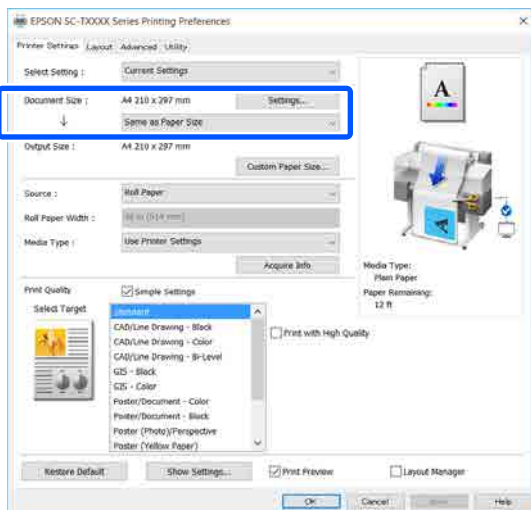 EPSON SC-TXXXX Series Printing Preferences
Printer Settings Layout Advanced Utility
Select Setting : Current Settings
Document Size : A4 210 x 297 mm Settings...
↓ Same as Paper Size
Output Size : A4 210 x 297 mm
Custom Paper Size...
Source : Roll Paper
Roll Paper Width :
Media Type : Use Printer Settings
Acquire Info
A
Media Type:
Plain Paper
Paper Remaining:
12 ft
Print Quality Simple Settings
Select Target
Standard
CAD/Line Drawing - Black
CAD/Line Drawing - Color
CAD/Line Drawing - Bi-Level
GIS - Black
GIS - Color
Poster/Document - Color
Poster/Document - Black
Poster (Photo)/Perspective
Poster (Yellow Paper)
Print with High Quality
Restore Default Show Settings... Print Preview Layout Manager
OK Cancel Help